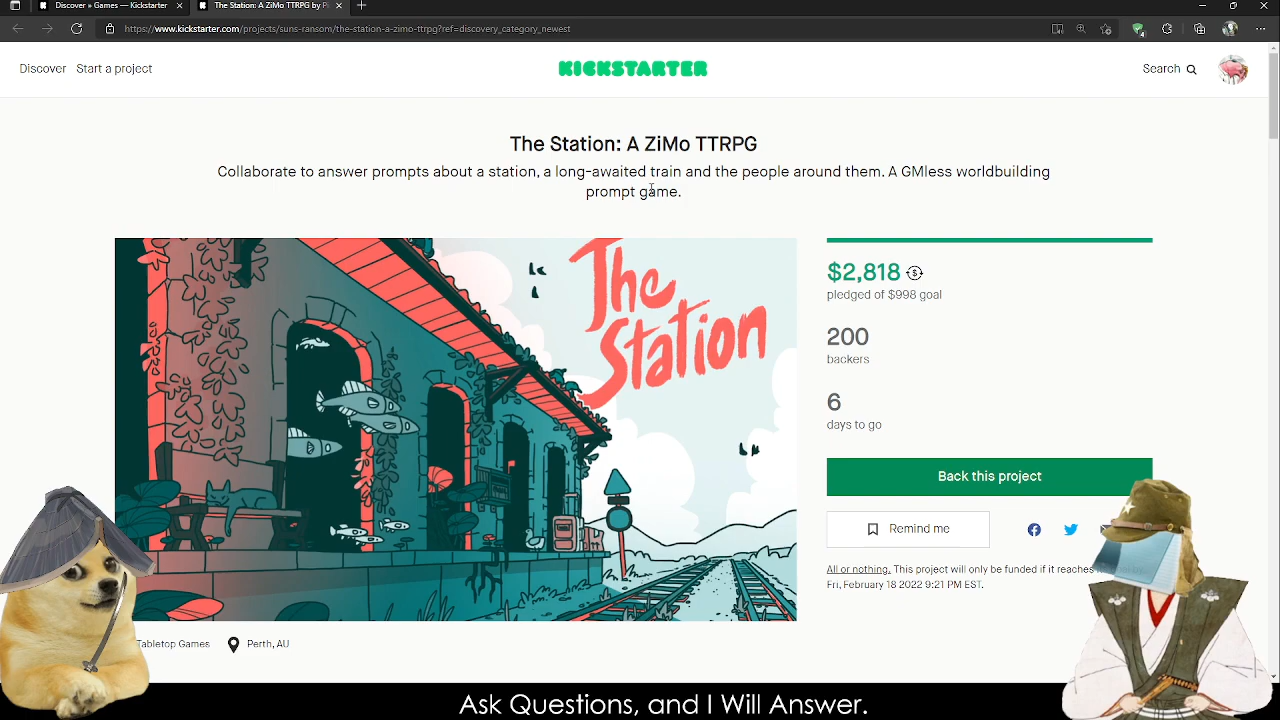 Discover » Games — Kickstarter
The Station: A ZiMo TTRPG by Fl
https://www.kickstarter.com/projects/suns-ransom/the-station-a-zimo-ttrpg?ref=discovery_category_newest
Discover Start a project
KICKSTARTER
Search
The Station: A ZiMo TTRPG
Collaborate to answer prompts about a station, a long-awaited train and the people around them. A GMless worldbuilding
prompt game.
The
Station
$2,818
pledged of $998 goal
200
backers
6
days to go
Back this project
Remind me
All or nothing. This project will only be funded if it reaches its goal by
Fri, February 18 2022 9:21 PM EST.
Tabletop Games Perth, AU
Ask Questions, and I Will Answer.